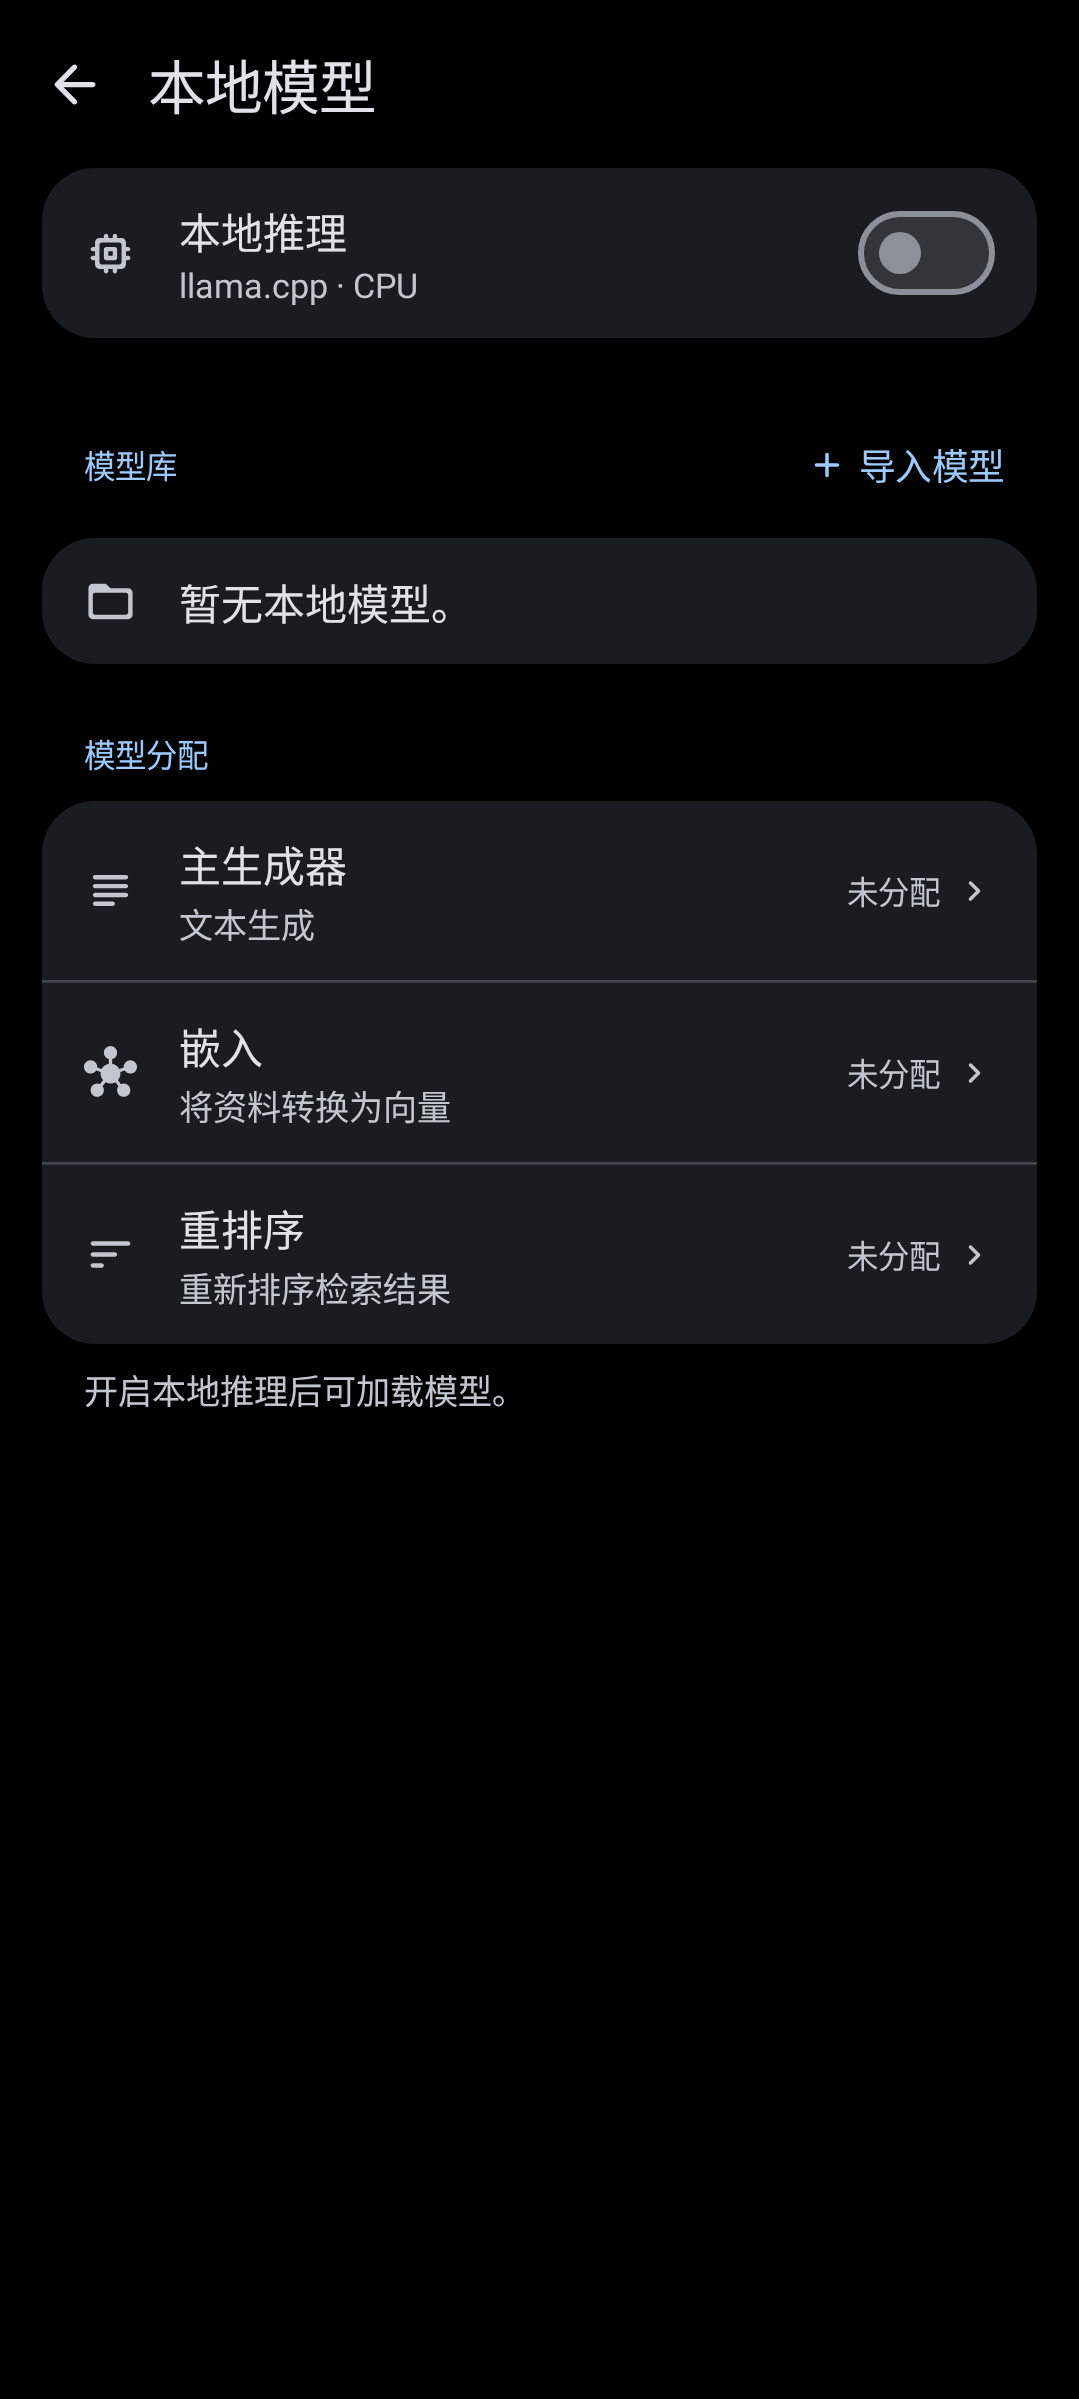 本地模型
本地推理
llama.cpp · CPU
模型库
+ 导入模型
暂无本地模型。
模型分配
主生成器
文本生成
未分配
嵌入
将资料转换为向量
未分配
重排序
重新排序检索结果
未分配
开启本地推理后可加载模型。